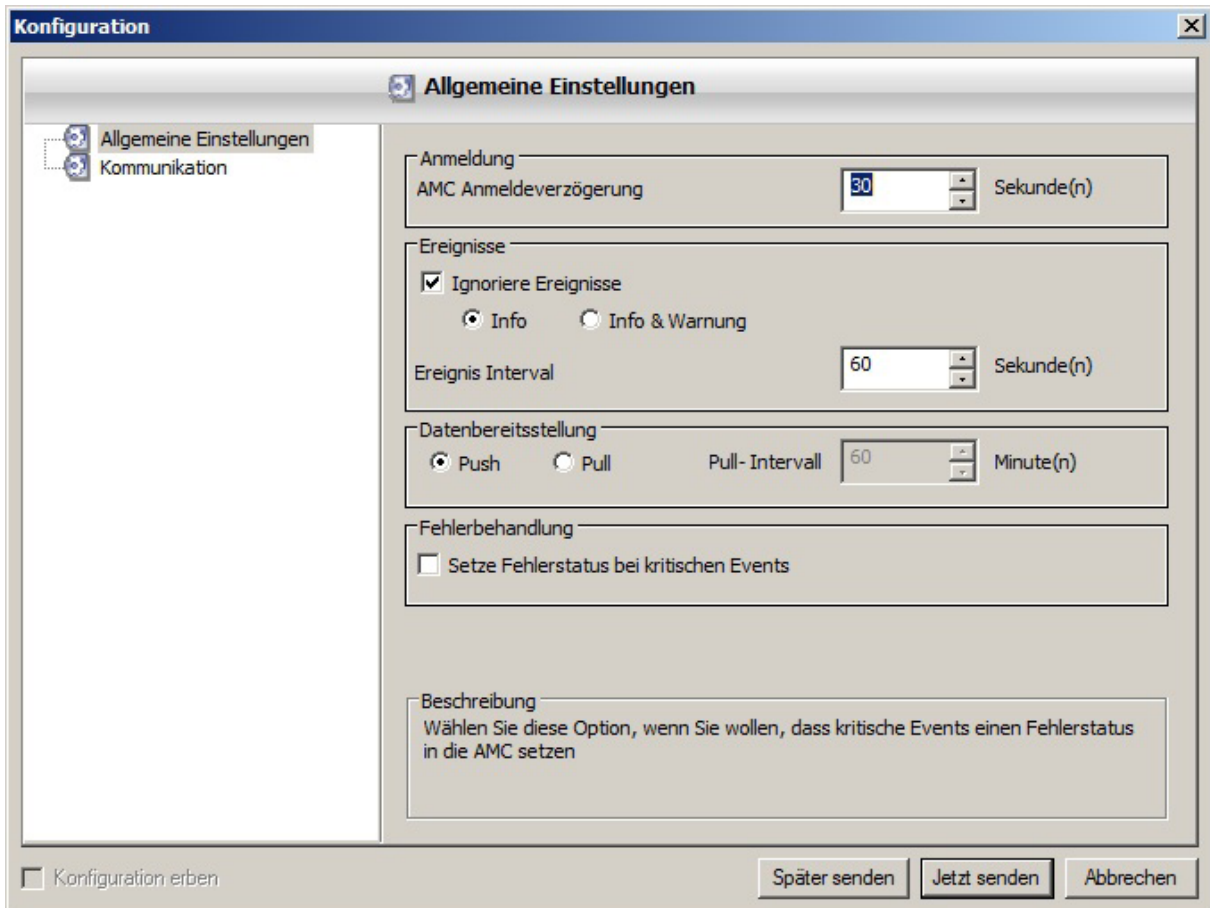 Konfiguration
Allgemeine Einstellungen
Allgemeine Einstellungen
Kommunikation
Anmeldung
AMC Anmeldeverzögerung 30 Sekunde(n)
Ereignisse
Ignoriere Ereignisse
Info Info & Warnung
Ereignis Interval 60 Sekunde(n)
Datenbereitsstellung
Push Pull Pull- Intervall 60 Minute(n)
Fehlerbehandlung
Setze Fehlerstatus bei kritischen Events
Beschreibung
Wählen Sie diese Option, wenn Sie wollen, dass kritische Events einen Fehlerstatus
in die AMC setzen
Konfiguration erben Später senden Jetzt senden Abbrechen